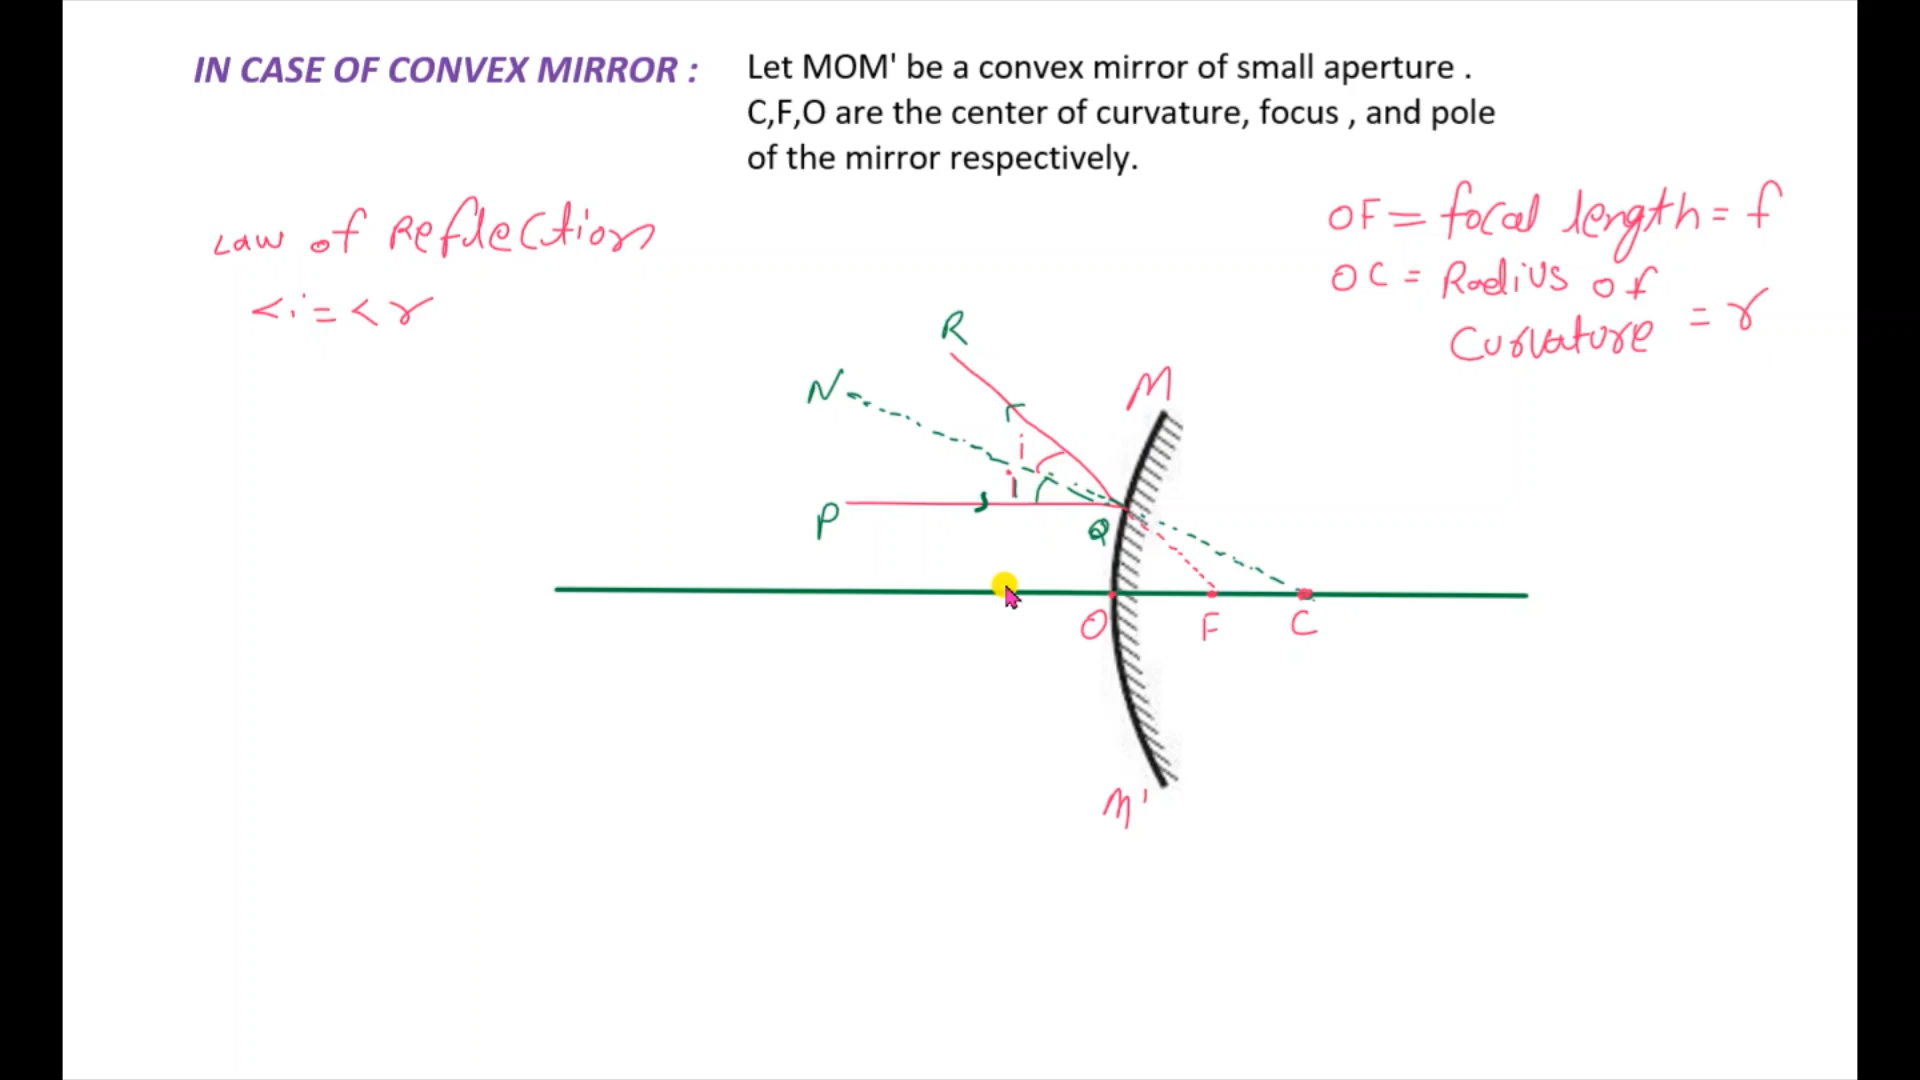 IN CASE OF CONVEX MIRROR :
Let MOM' be a convex mirror of small aperture .
C,F,O are the center of curvature, focus , and pole
of the mirror respectively.
Law of Reflection
<i = <r
OF = focal length = f
OC = Radius of
Curvature = r
R
N
M
i
i
P
Q
O
F
C
M'